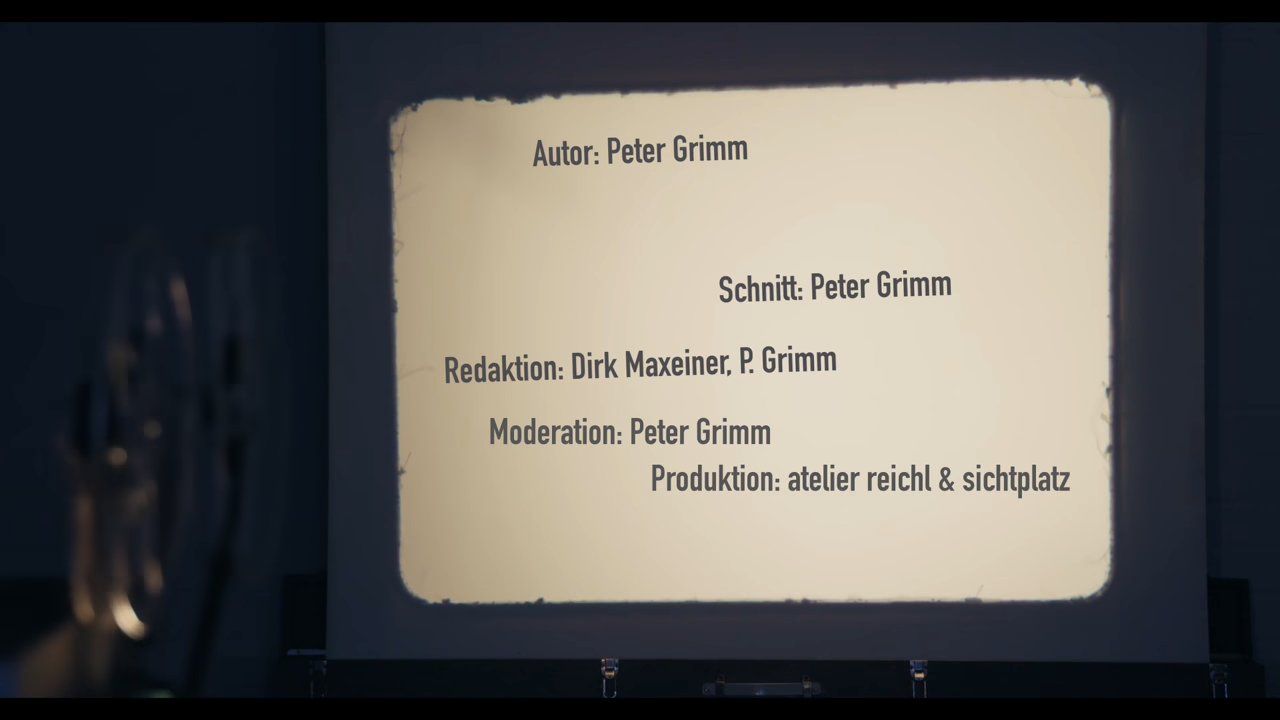 Autor: Peter Grimm
Schnitt: Peter Grimm
Redaktion: Dirk Maxeiner, P. Grimm
Moderation: Peter Grimm
Produktion: atelier reichl & sichtplatz